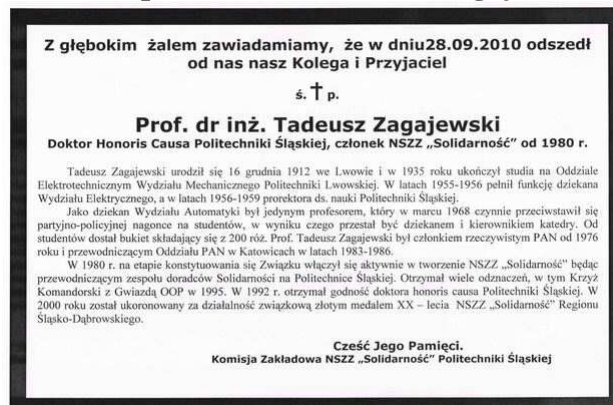 Z głębokim żalem zawiadamiamy, że w dniu28.09.2010 odszedł
od nas nasz Kolega i Przyjaciel
ś. † p.
Prof. dr inż. Tadeusz Zagajewski
Doktor Honoris Causa Politechniki Śląskiej, członek NSZZ „Solidarność” od 1980 r.
Tadeusz Zagajewski urodził się 16 grudnia 1912 we Lwowie i w 1935 roku ukończył studia na Oddziale
Elektrotechnicznym Wydziału Mechanicznego Politechniki Lwowskiej. W latach 1955-1956 pełnił funkcję dziekana
Wydziału Elektrycznego, a w latach 1956-1959 prorektora ds. nauki Politechniki Śląskiej.
Jako dziekan Wydziału Automatyki był jedynym profesorem, który w marcu 1968 czynnie przeciwstawił się
partyjno-policyjnej nagonce na studentów, w wyniku czego przestał być dziekanem i kierownikiem katedry. Od
studentów dostał bukiet składający się z 200 róż. Prof. Tadeusz Zagajewski był członkiem rzeczywistym PAN od 1976
roku i przewodniczącym Oddziału PAN w Katowicach w latach 1983-1986.
W 1980 r. na etapie konstytuowania się Związku włączył się aktywnie w tworzenie NSZZ „Solidarność” będąc
przewodniczącym zespołu doradców Solidarności na Politechnice Śląskiej. Otrzymał wiele odznaczeń, w tym Krzyż
Komandorski z Gwiazdą OOP w 1995. W 1992 r. otrzymał godność doktora honoris causa Politechniki Śląskiej. W
2000 roku został ukoronowany za działalność związkową złotym medalem XX – lecia NSZZ „Solidarność” Regionu
Śląsko-Dąbrowskiego.
Cześć Jego Pamięci.
Komisja Zakładowa NSZZ „Solidarność” Politechniki Śląskiej